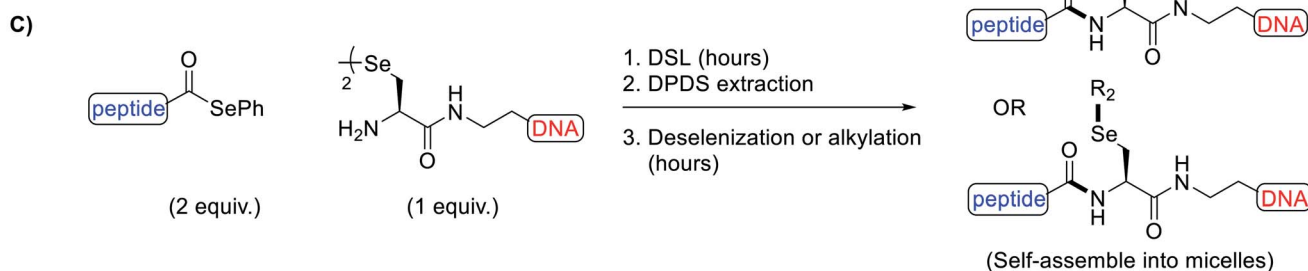 C)
peptide
O
SePh
(2 equiv.)
2
Se
H₂N
O
H
N
DNA
(1 equiv.)
1. DSL (hours)
2. DPDS extraction
3. Deselenization or alkylation
(hours)
peptide
N
H
O
N
DNA
OR
R₂
Se
O
peptide
N
H
O
H
N
DNA
(Self-assemble into micelles)